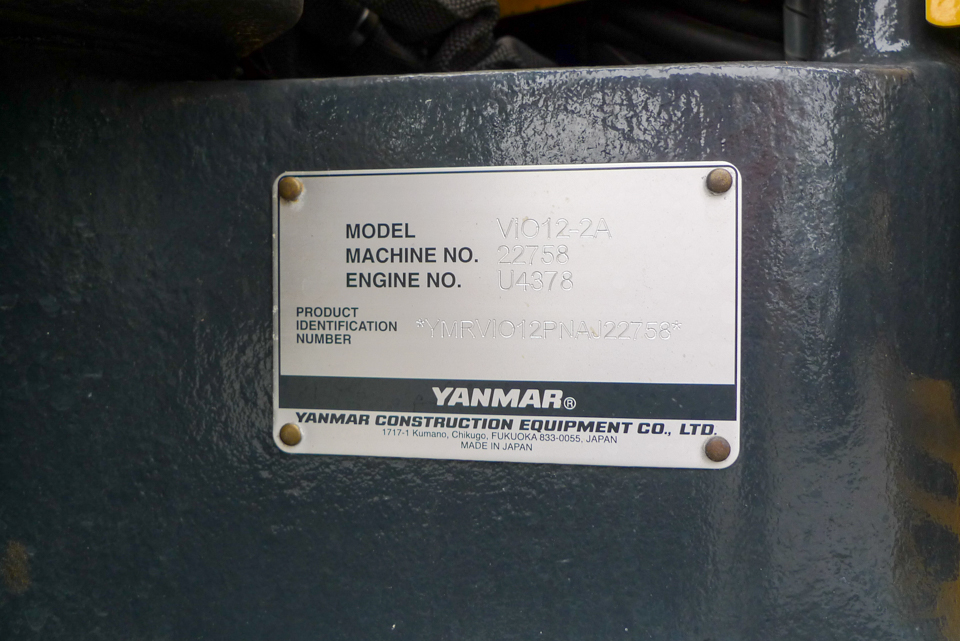 MODEL ViO12-2A
MACHINE NO. 22758
ENGINE NO. U4378
PRODUCT
IDENTIFICATION
NUMBER
*YMRVIO12PNAJ22758*
YANMAR®
YANMAR CONSTRUCTION EQUIPMENT CO., LTD.
1717-1 Kumano, Chikugo, FUKUOKA 833-0055, JAPAN
MADE IN JAPAN